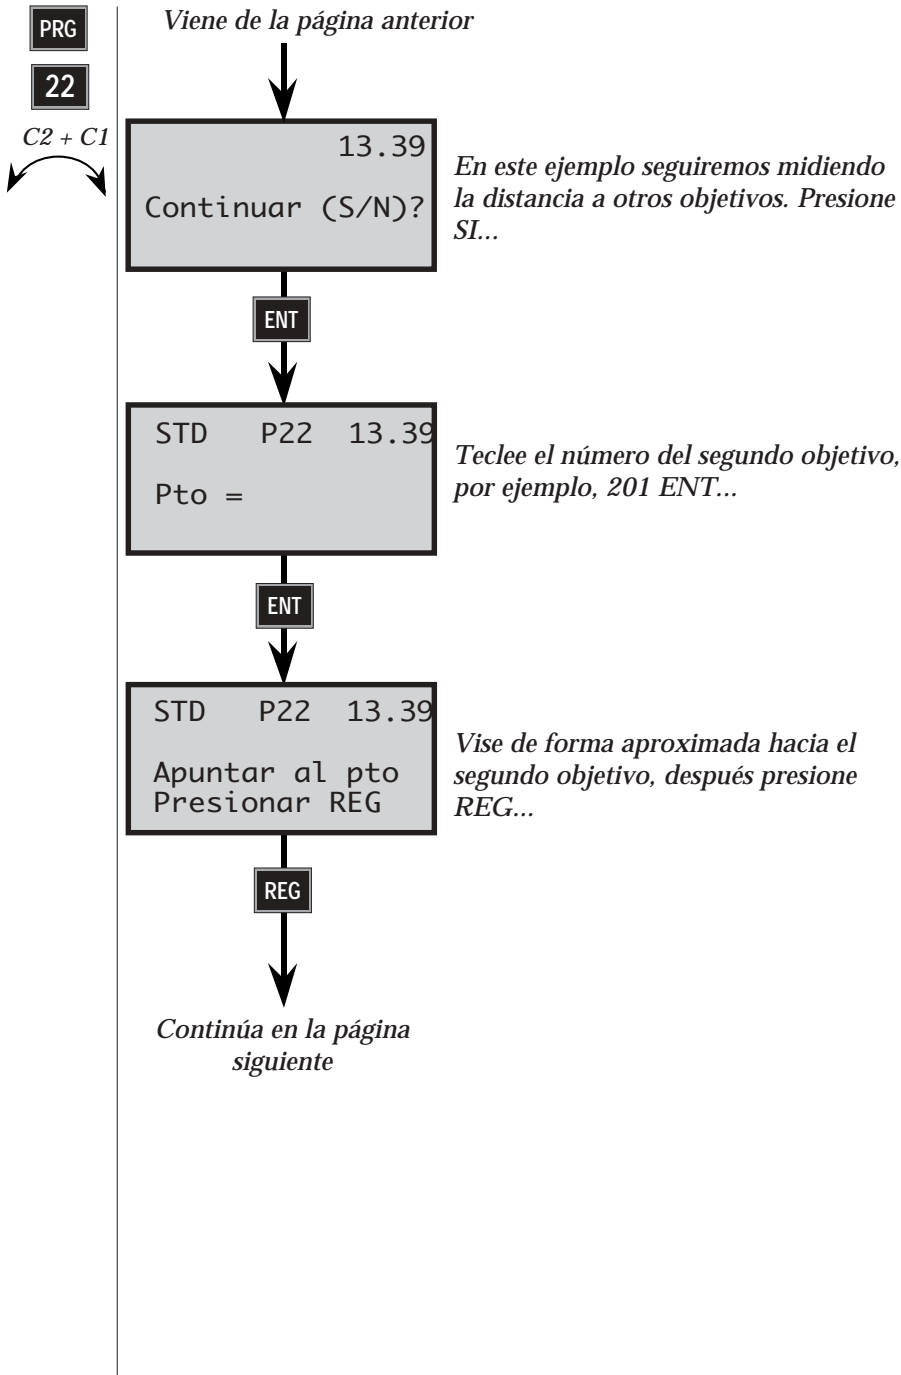 PRG
22
C2 + C1
Viene de la página anterior
13.39
Continuar (S/N)?
En este ejemplo seguiremos midiendo
la distancia a otros objetivos. Presione
SI...
ENT
STD P22 13.39
Pto =
Teclee el número del segundo objetivo,
por ejemplo, 201 ENT...
ENT
STD P22 13.39
Apuntar al pto
Presionar REG
Vise de forma aproximada hacia el
segundo objetivo, después presione
REG...
REG
Continúa en la página
siguiente